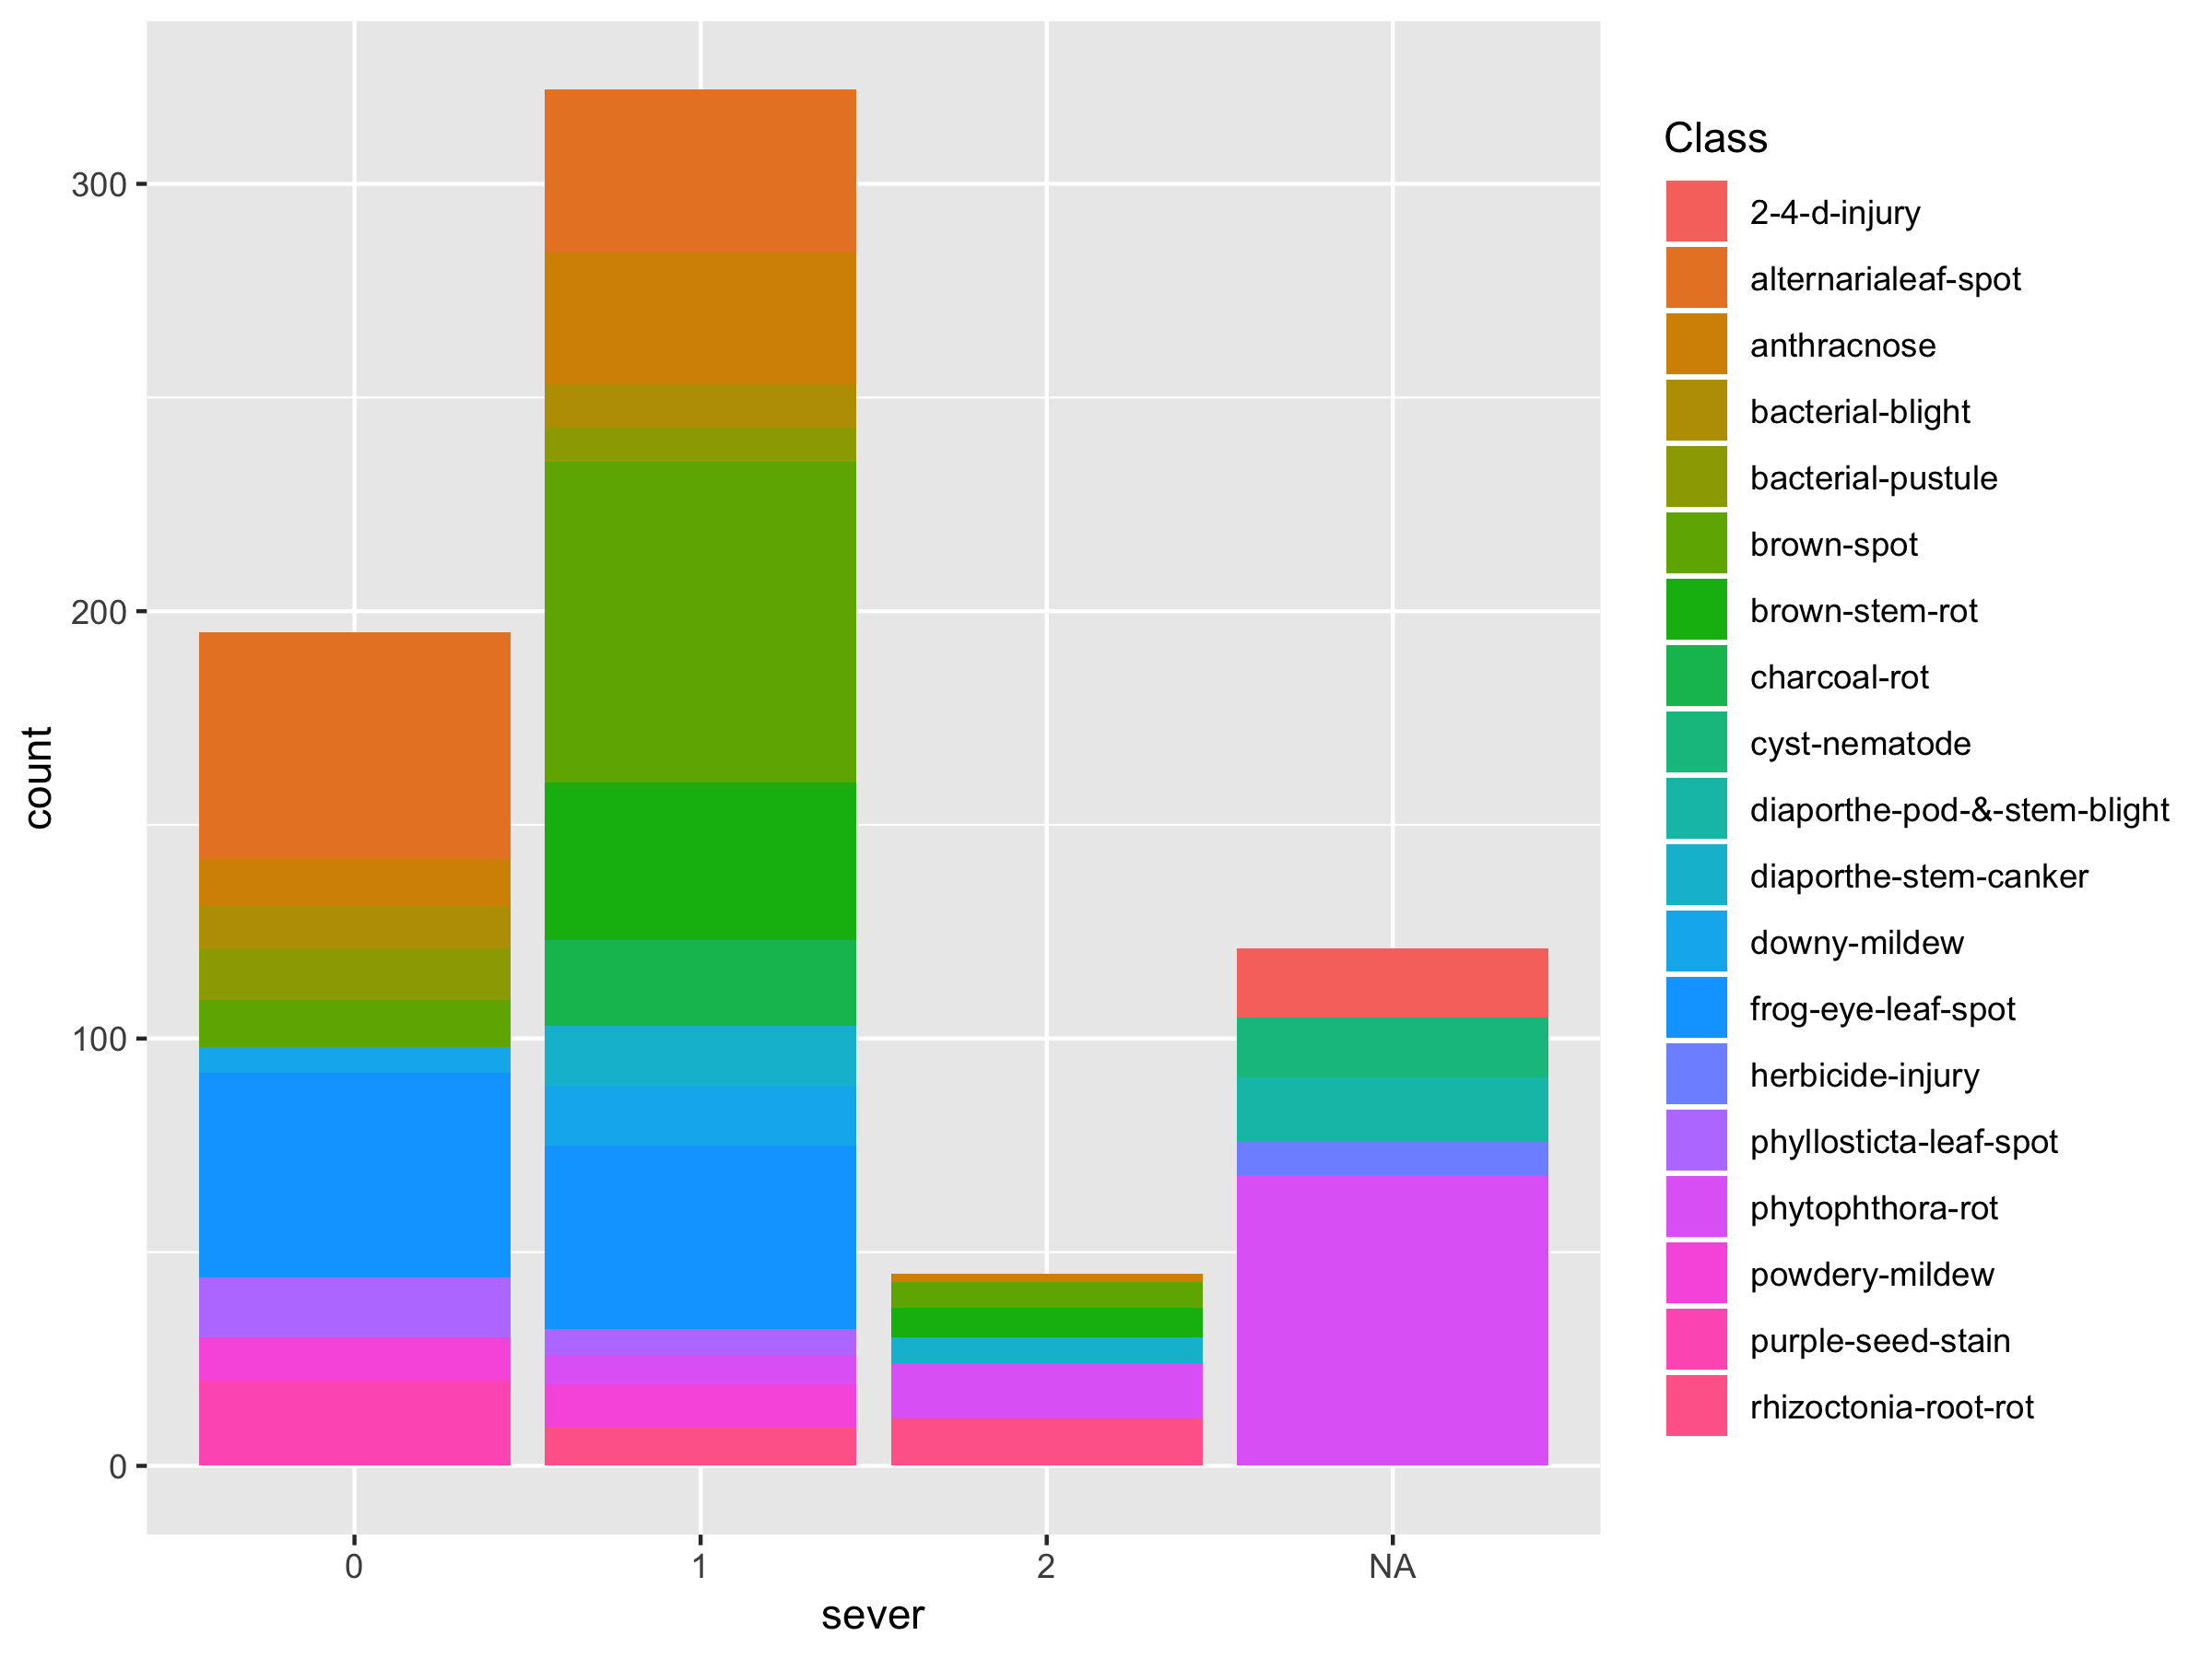 300
200
100
0
count
0 1 2 NA
sever
Class
2-4-d-injury
alternarialeaf-spot
anthracnose
bacterial-blight
bacterial-pustule
brown-spot
brown-stem-rot
charcoal-rot
cyst-nematode
diaporthe-pod-&-stem-blight
diaporthe-stem-canker
downy-mildew
frog-eye-leaf-spot
herbicide-injury
phyllosticta-leaf-spot
phytophthora-rot
powdery-mildew
purple-seed-stain
rhizoctonia-root-rot